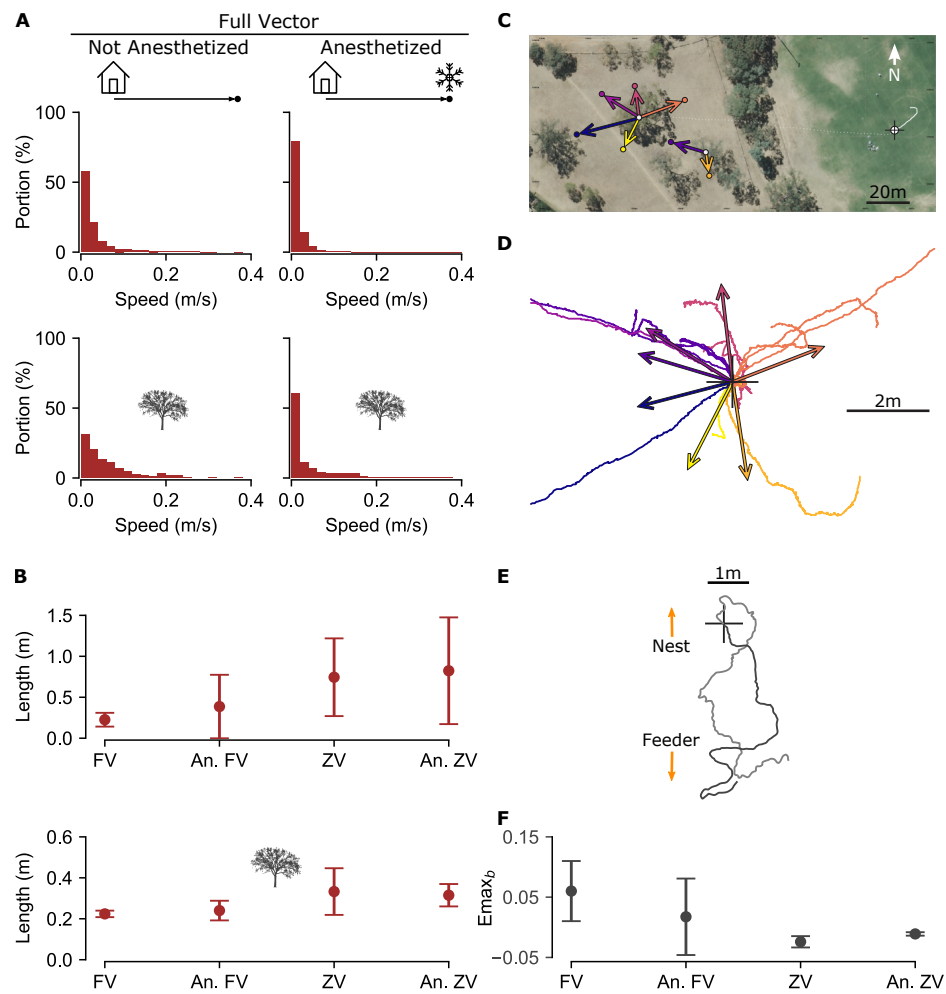 A
Full Vector
Not Anesthetized
Anesthetized
100
50
0
Portion (%)
0.0
0.2
0.4
Speed (m/s)
100
50
0
Portion (%)
0.0
0.2
0.4
Speed (m/s)
100
50
0
Portion (%)
0.0
0.2
0.4
Speed (m/s)
0.0
0.2
0.4
Speed (m/s)
B
1.5
1.0
0.5
0.0
Length (m)
FV
An. FV
ZV
An. ZV
0.6
0.4
0.2
0.0
Length (m)
FV
An. FV
ZV
An. ZV
C
N
20m
D
2m
E
1m
Nest
Feeder
F
0.15
0.05
−0.05
Emax_b
FV
An. FV
ZV
An. ZV